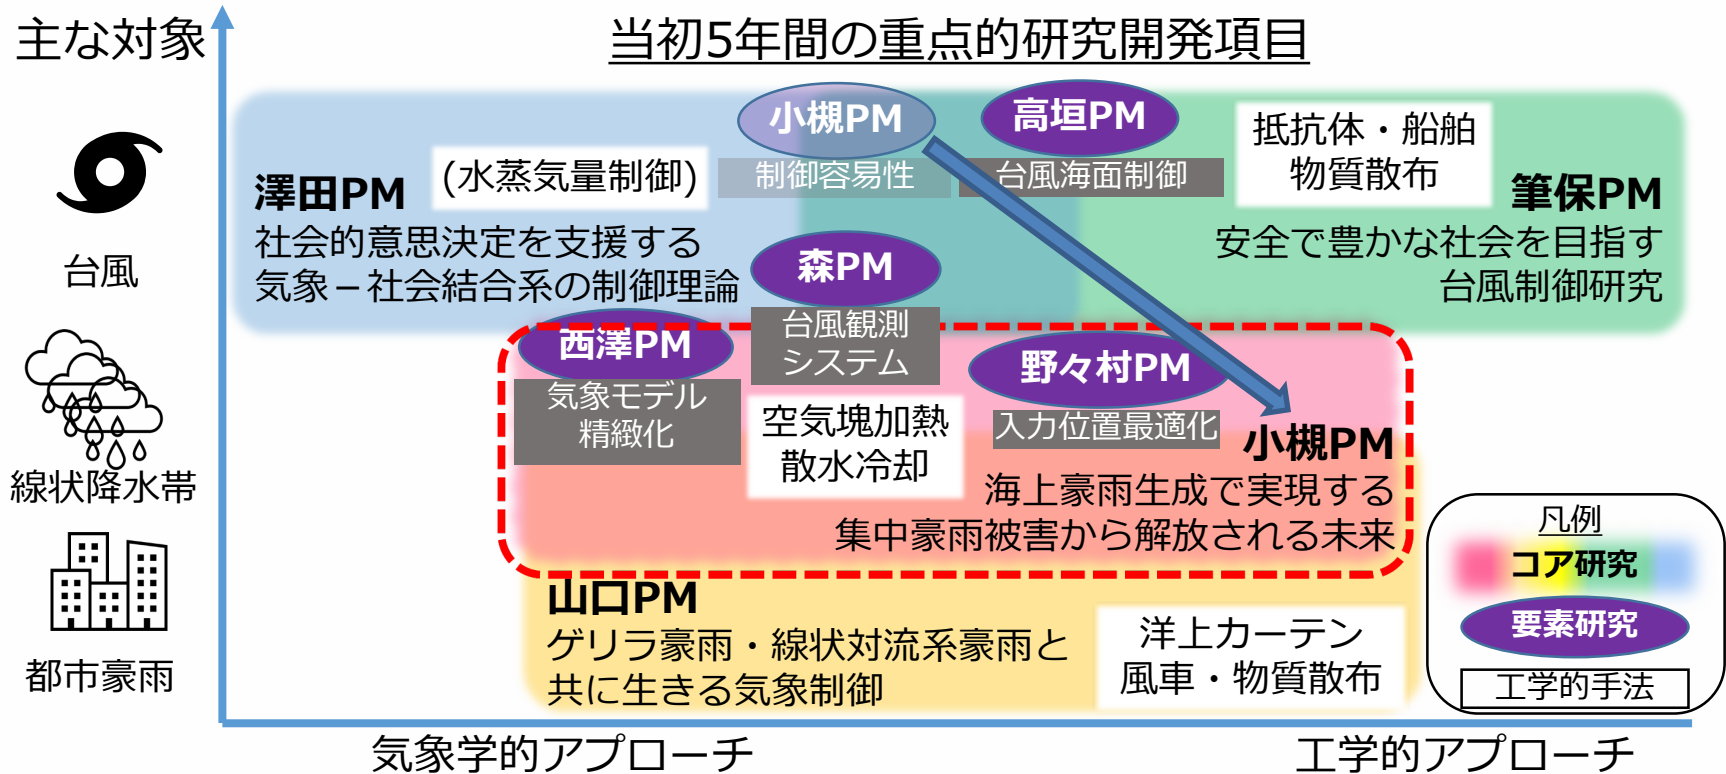 主な対象
当初5年間の重点的研究開発項目
台風
線状降水帯
都市豪雨
小槻PM
制御容易性
高垣PM
台風海面制御
抵抗体・船舶
物質散布
(水蒸気量制御)
澤田PM
社会的意思決定を支援する
気象－社会結合系の制御理論
筆保PM
安全で豊かな社会を目指す
台風制御研究
森PM
台風観測
システム
西澤PM
気象モデル
精緻化
野々村PM
入力位置最適化
空気塊加熱
散水冷却
小槻PM
海上豪雨生成で実現する
集中豪雨被害から解放される未来
山口PM
ゲリラ豪雨・線状対流系豪雨と
共に生きる気象制御
洋上カーテン
風車・物質散布
凡例
コア研究
要素研究
工学的手法
気象学的アプローチ
工学的アプローチ